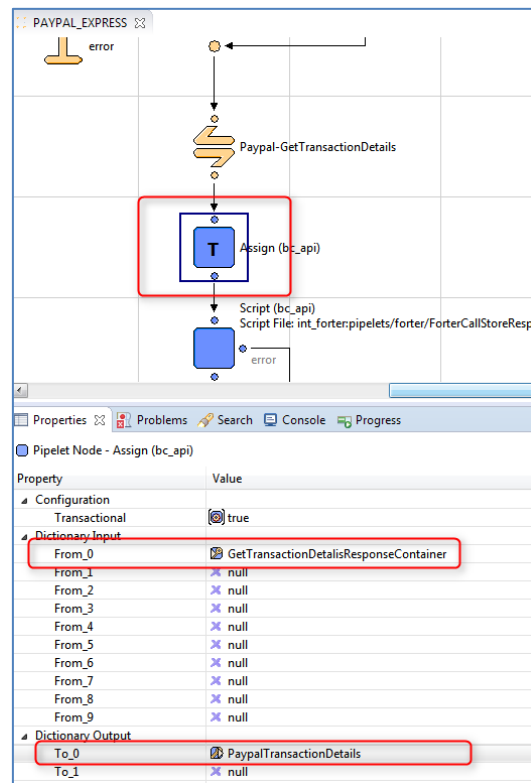 PAYPAL_EXPRESS
error
Paypal-GetTransactionDetails
T
Assign (bc_api)
Script (bc_api)
Script File: int_forter:pipelets/forter/ForterCallStoreResp
error
Properties Problems Search Console Progress
Pipelet Node - Assign (bc_api)
Property Value
Configuration
Transactional true
Dictionary Input
From_0 GetTransactionDetalisResponseContainer
From_1 null
From_2 null
From_3 null
From_4 null
From_5 null
From_6 null
From_7 null
From_8 null
From_9 null
Dictionary Output
To_0 PaypalTransactionDetails
To_1 null